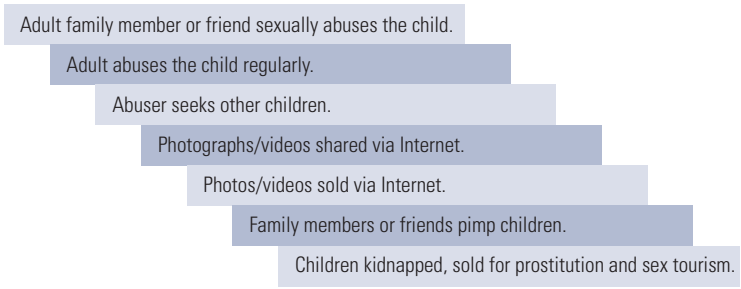 Adult family member or friend sexually abuses the child.
Adult abuses the child regularly.
Abuser seeks other children.
Photographs/videos shared via Internet.
Photos/videos sold via Internet.
Family members or friends pimp children.
Children kidnapped, sold for prostitution and sex tourism.